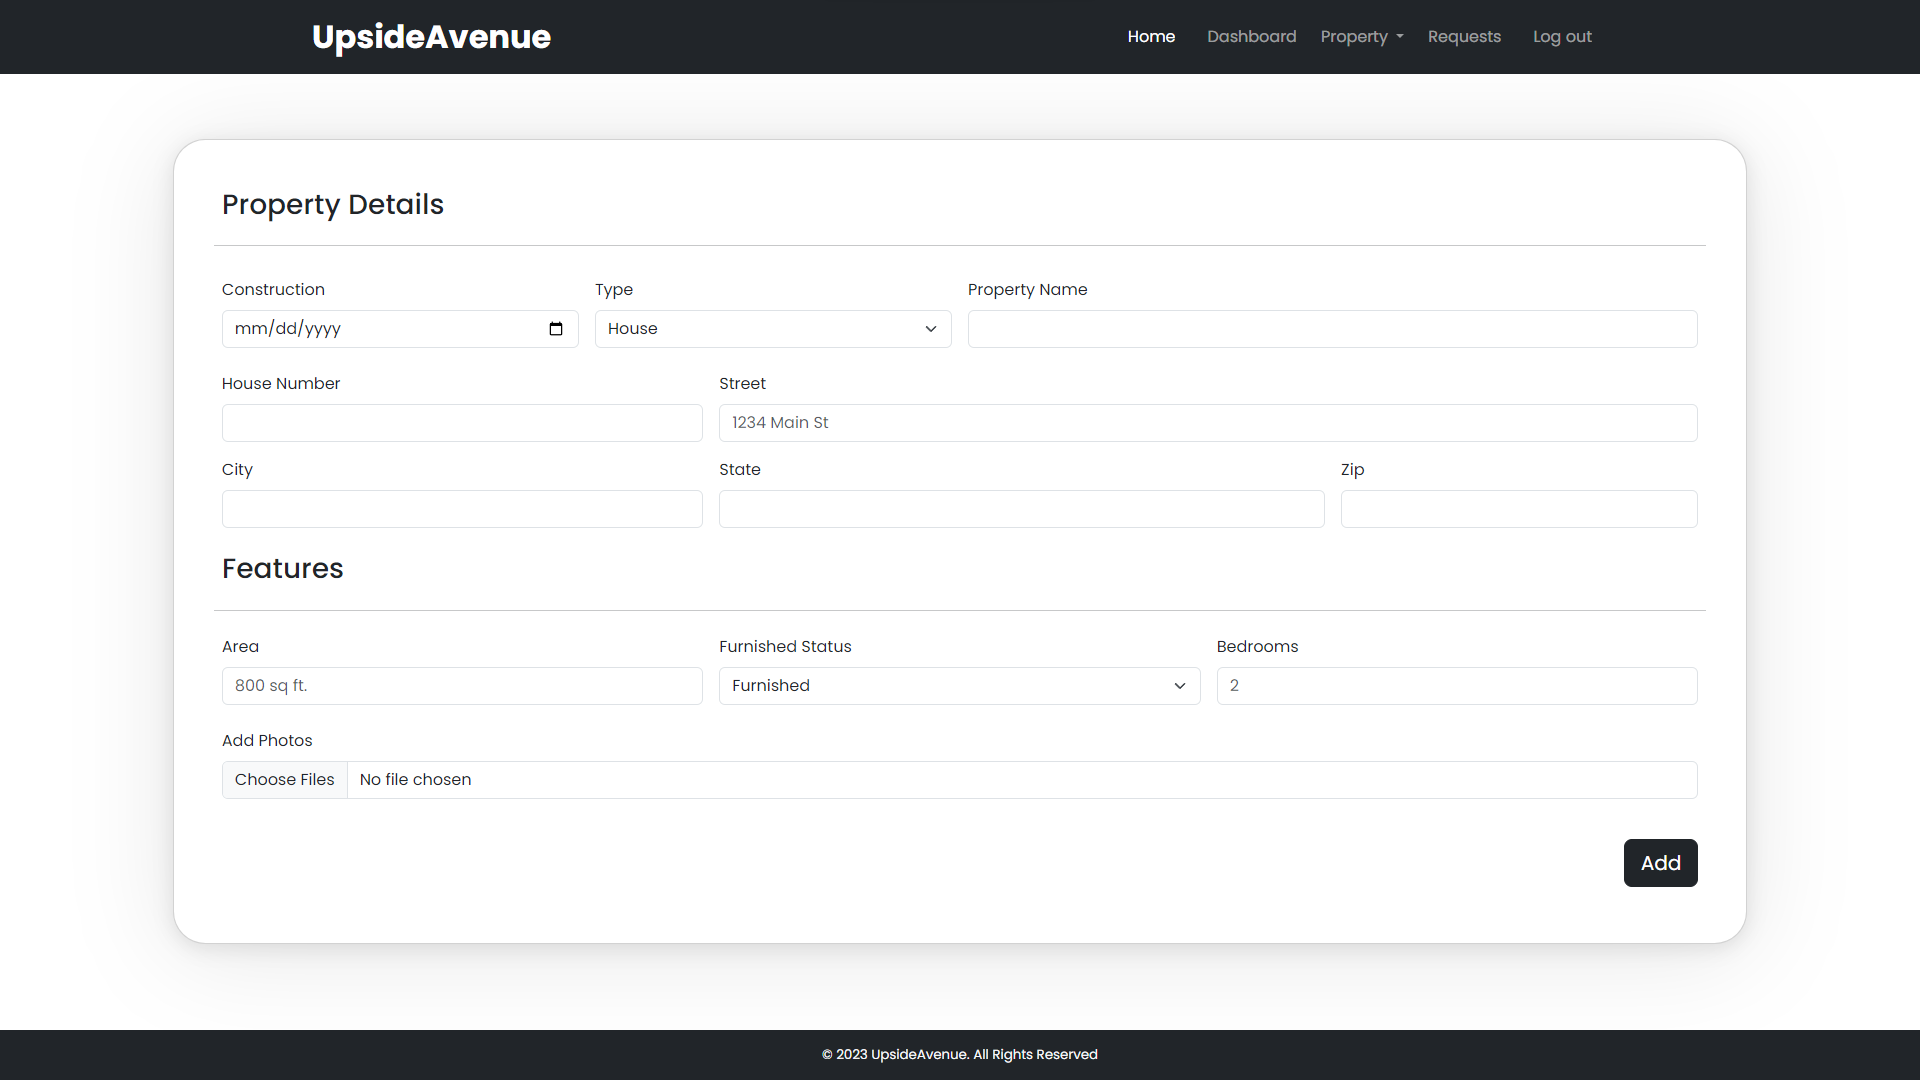 UpsideAvenue
Home Dashboard Property Requests Log out
Property Details
Construction Type Property Name
mm/dd/yyyy House
House Number Street
1234 Main St
City State Zip
Features
Area Furnished Status Bedrooms
800 sq ft. Furnished 2
Add Photos
Choose Files No file chosen
Add
© 2023 UpsideAvenue. All Rights Reserved